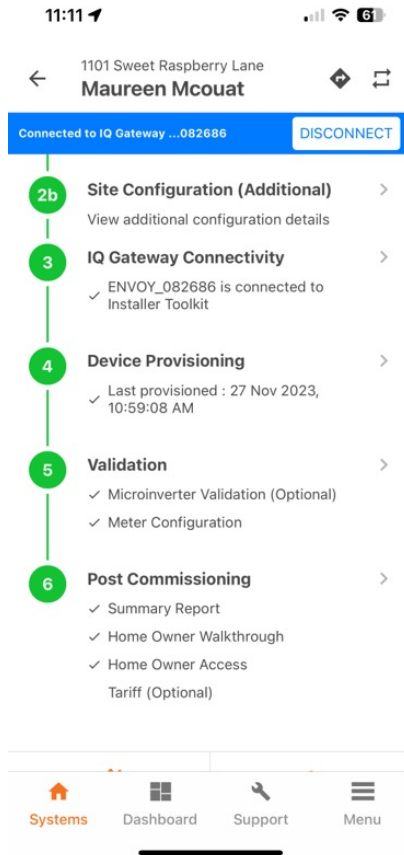 11:11
61
1101 Sweet Raspberry Lane
Maureen Mcouat
Connected to IQ Gateway ...082686
DISCONNECT
2b
Site Configuration (Additional)
View additional configuration details
3
IQ Gateway Connectivity
ENVOY_082686 is connected to
Installer Toolkit
4
Device Provisioning
Last provisioned : 27 Nov 2023,
10:59:08 AM
5
Validation
Microinverter Validation (Optional)
Meter Configuration
6
Post Commissioning
Summary Report
Home Owner Walkthrough
Home Owner Access
Tariff (Optional)
Systems
Dashboard
Support
Menu